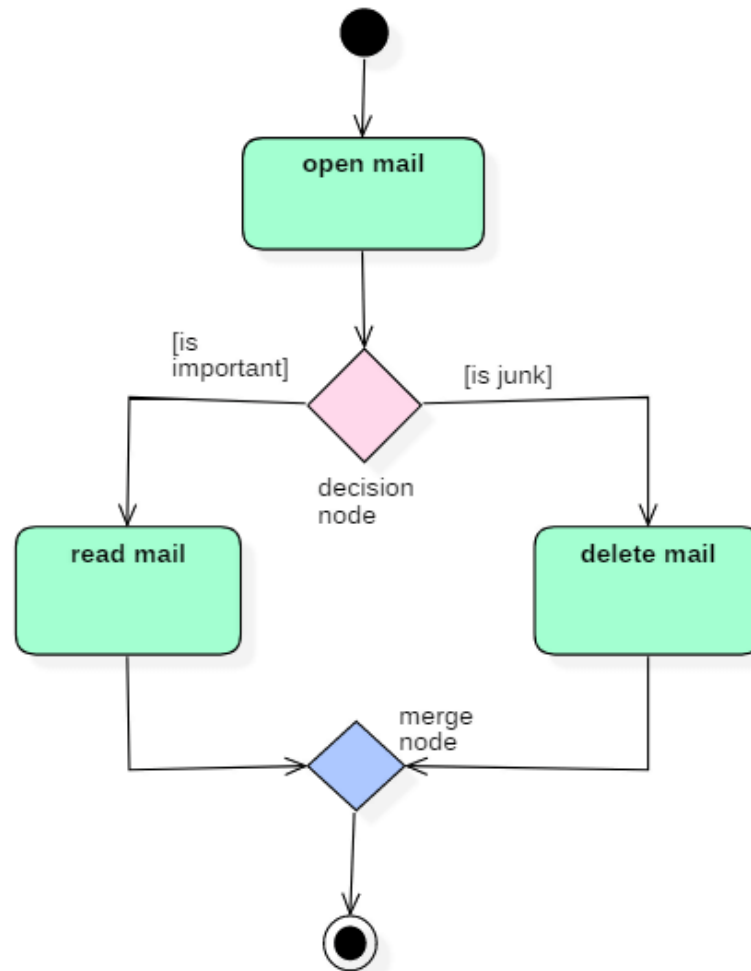 open mail
[is
important]
[is junk]
decision
node
read mail
delete mail
merge
node